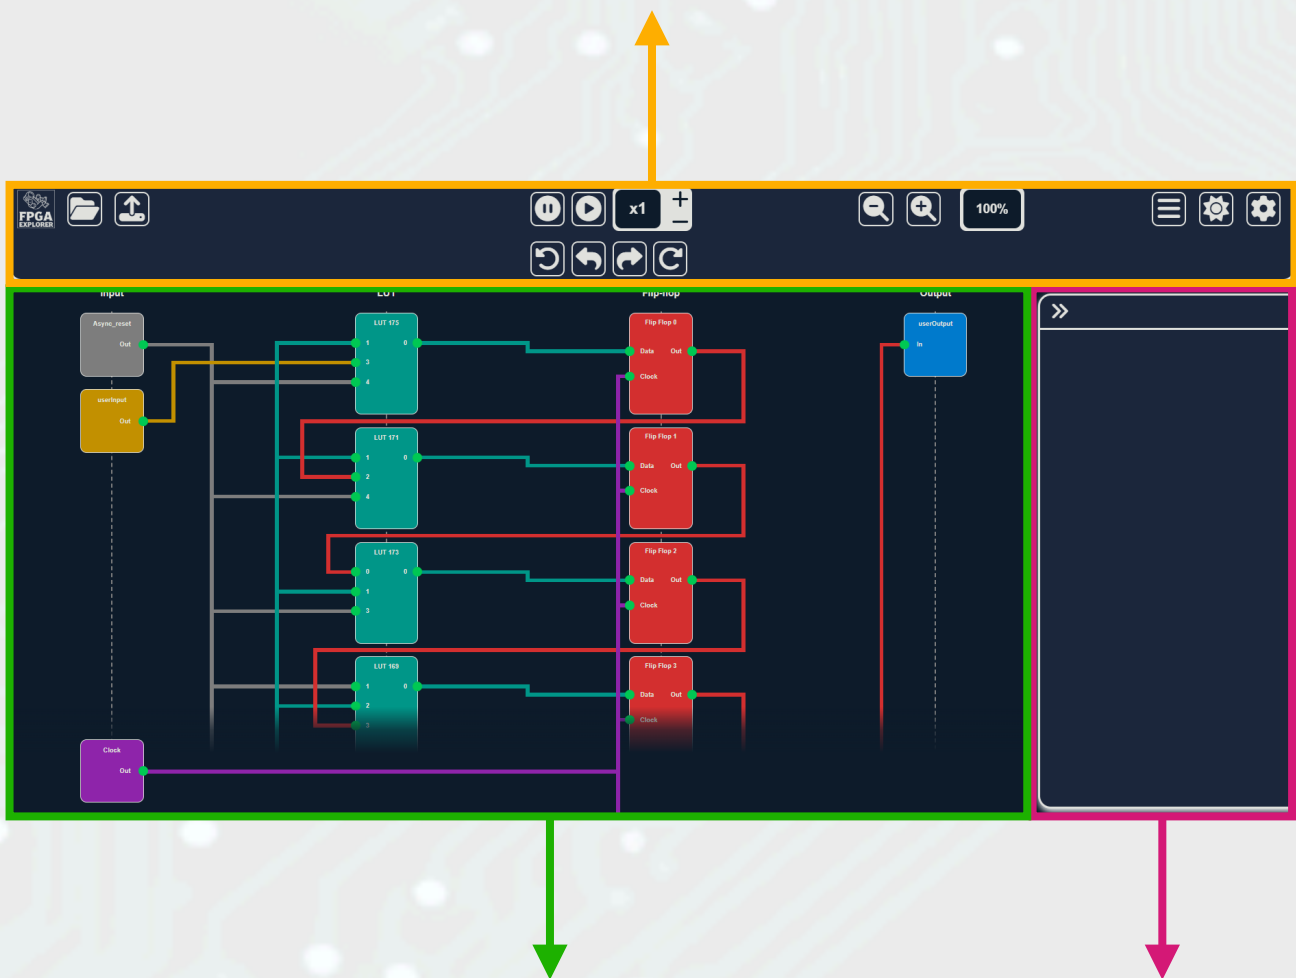 FPGA
EXPLORER
x1
+
−
100%
Input
LUT
Flip-flop
Output
Async_reset
Out
userInput
Out
Clock
Out
LUT 175
1 0
3
4
LUT 171
1 0
2
4
LUT 173
0 0
1
3
LUT 169
1 0
2
3
Flip Flop 0
Data Out
Clock
Flip Flop 1
Data Out
Clock
Flip Flop 2
Data Out
Clock
Flip Flop 3
Data Out
Clock
userOutput
In